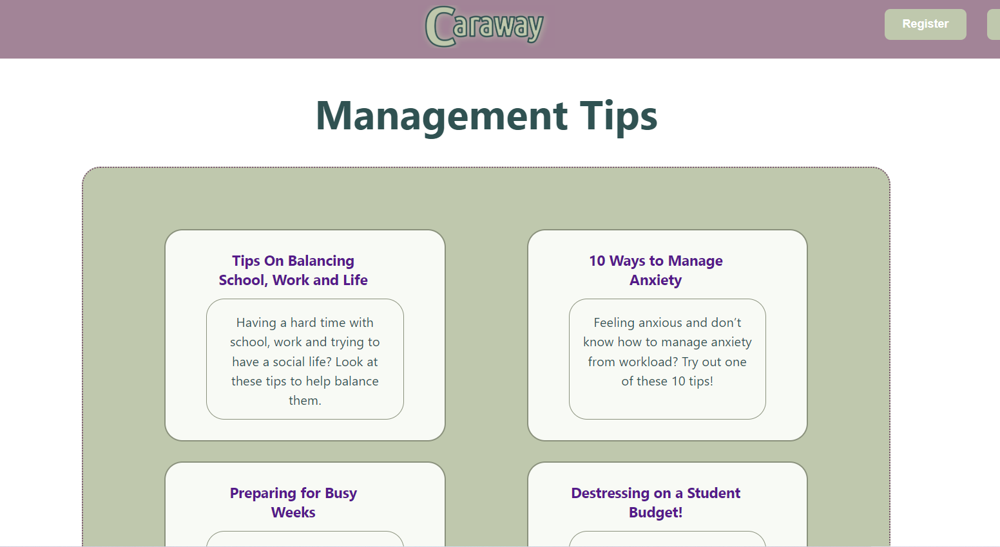 Caraway
Register
Management Tips
Tips On Balancing
School, Work and Life
Having a hard time with
school, work and trying to
have a social life? Look at
these tips to help balance
them.
10 Ways to Manage
Anxiety
Feeling anxious and don’t
know how to manage anxiety
from workload? Try out one
of these 10 tips!
Preparing for Busy
Weeks
Destressing on a Student
Budget!